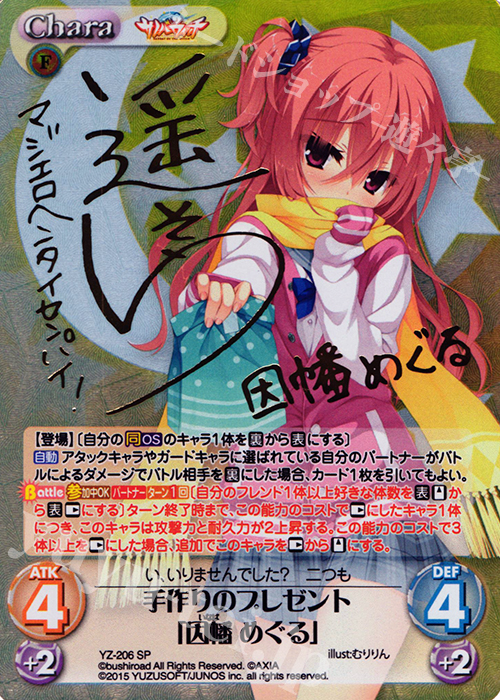 Chara
サノバウィッチ
F
遥そら
マジエロヘンタイセンパイ!
因幡めぐる
【登場】〔自分の同OSのキャラ1体を裏から表にする〕
自動 アタックキャラやガードキャラに選ばれている自分のパートナーがバト
ルによるダメージでバトル相手を裏にした場合、カード1枚を引いてもよい。
Battle 参加中OK パートナーターン1回 〔自分のフレンド1体以上好きな体数を表から
表にする〕ターン終了時まで、この能力のコストでにしたキャラ1体
につき、このキャラは攻撃力と耐久力が2上昇する。この能力のコストで3
体以上をにした場合、追加でこのキャラをからにする。
ATK
4
+2
い、いりませんでした? 二つも
手作りのプレゼント
いなば
「因幡 めぐる」
DEF
4
+2
YZ-206 SP
illust:むりりん
©bushiroad All Rights Reserved. ©AXIA
©2015 YUZUSOFT/JUNOS inc. all rights reserved.